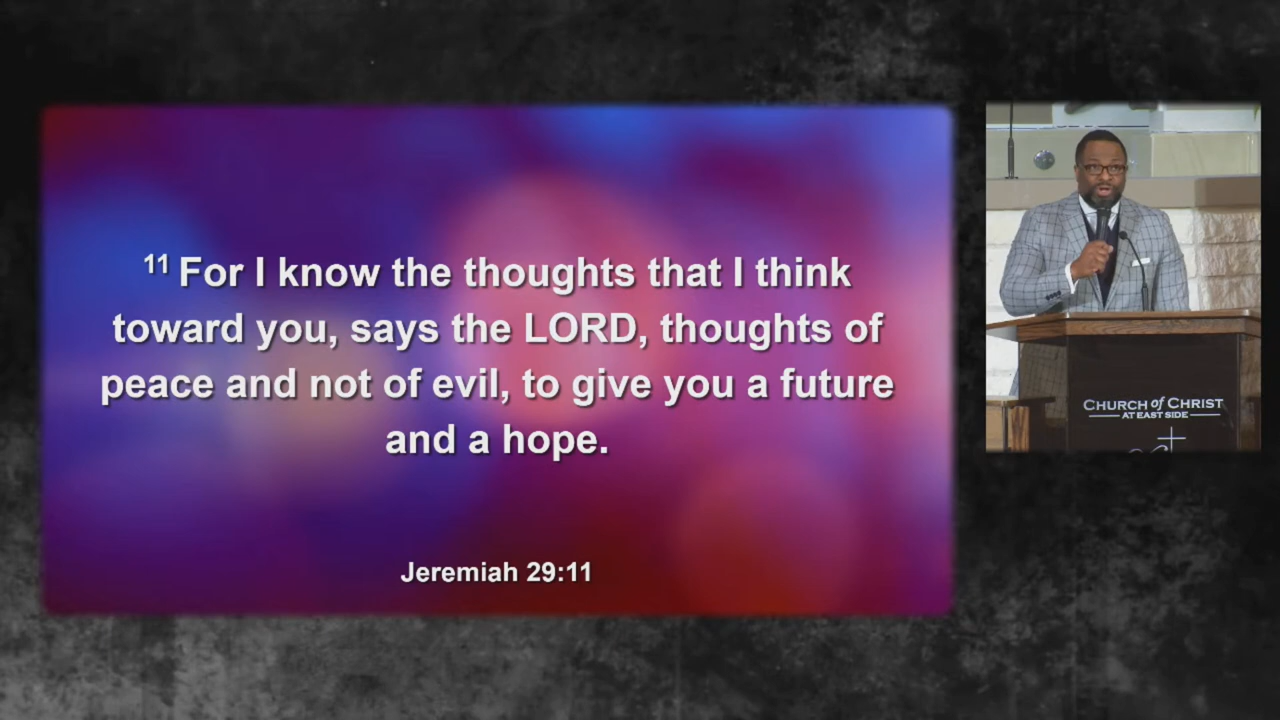 11 For I know the thoughts that I think
toward you, says the LORD, thoughts of
peace and not of evil, to give you a future
and a hope.
Jeremiah 29:11
CHURCH of CHRIST
AT EAST SIDE